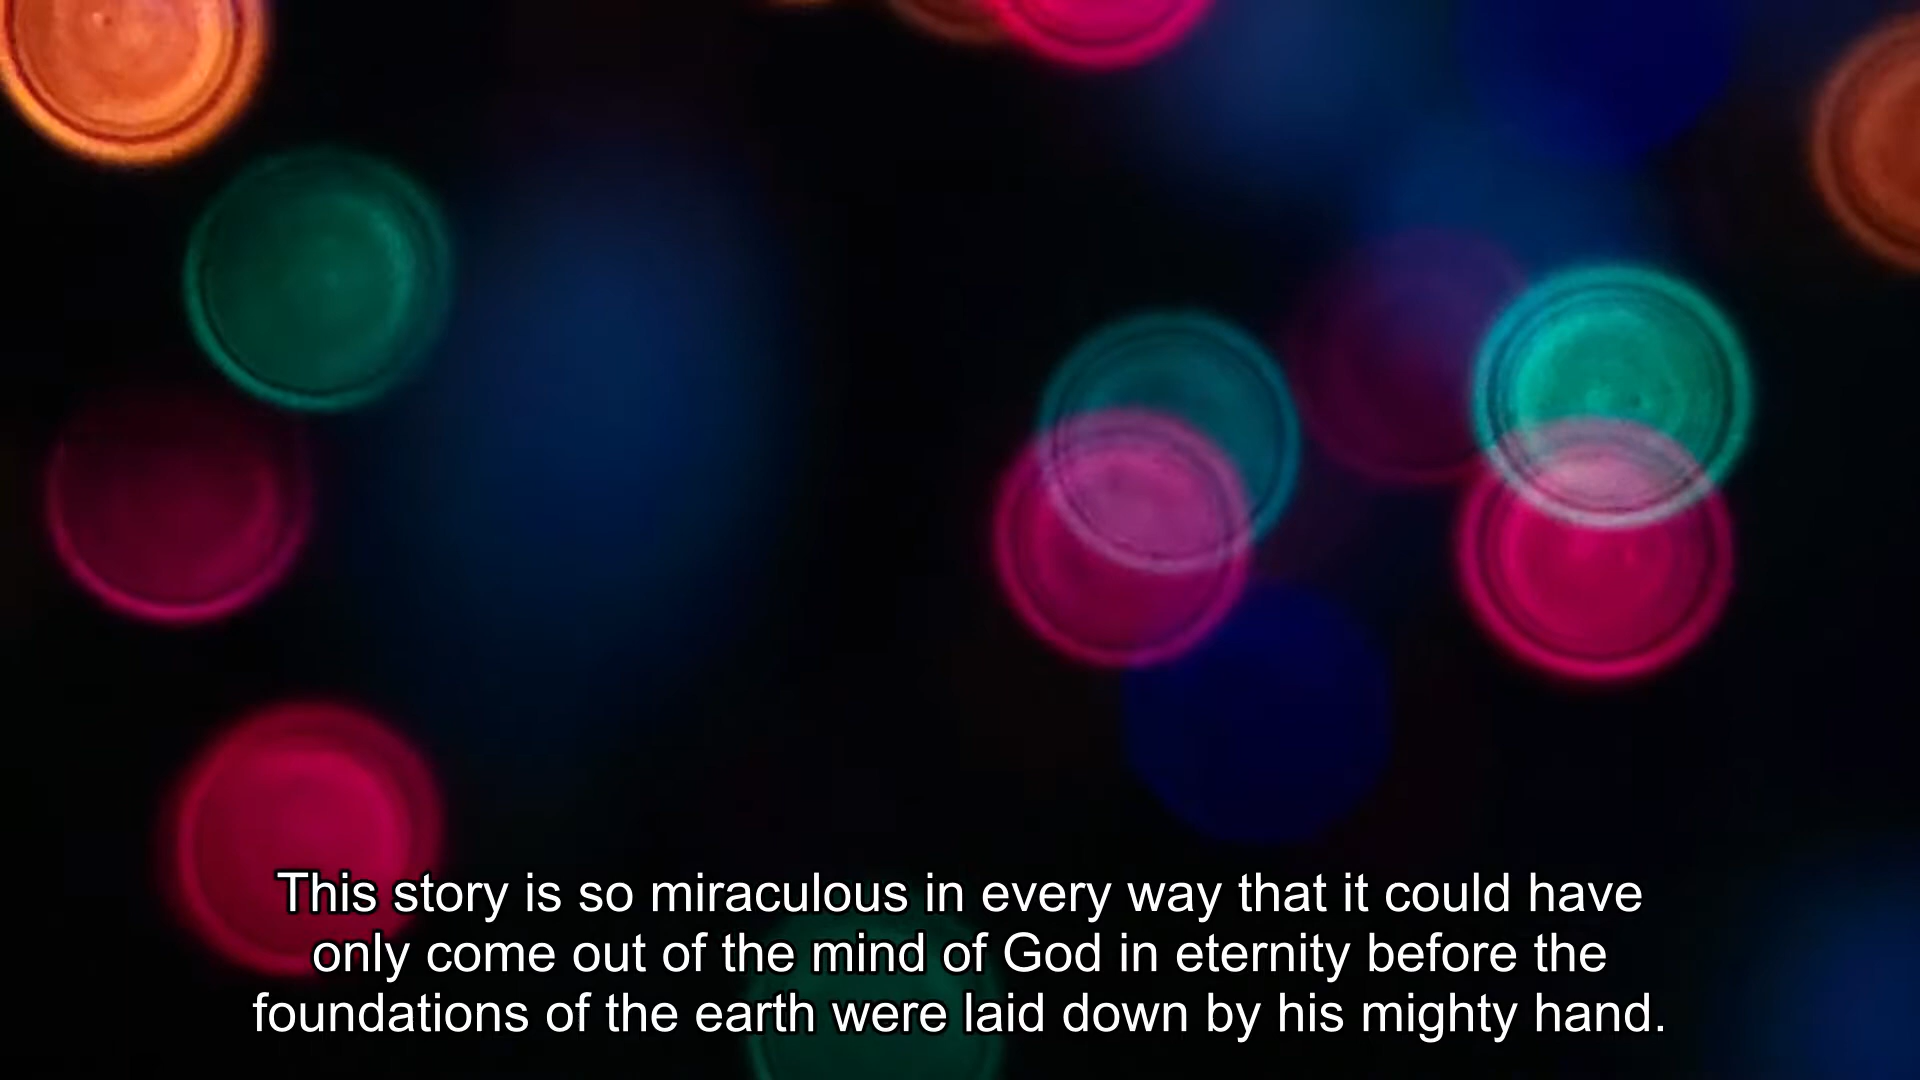 This story is so miraculous in every way that it could have
only come out of the mind of God in eternity before the
foundations of the earth were laid down by his mighty hand.